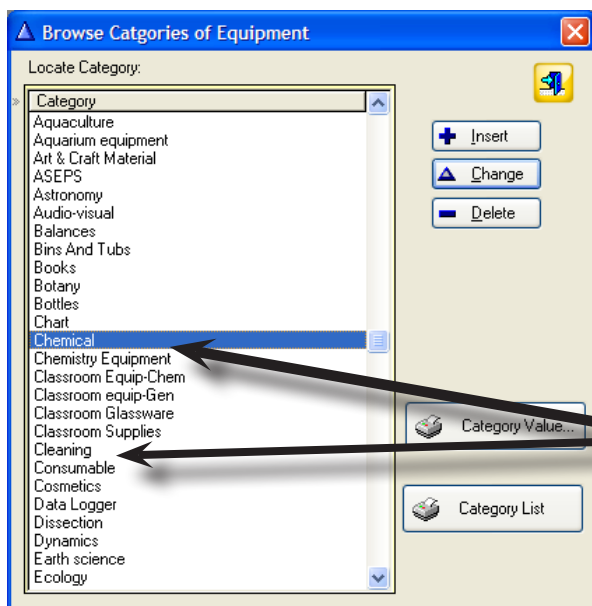 Browse Catgories of Equipment
Locate Category:
Category
Aquaculture
Aquarium equipment
Art & Craft Material
ASEPS
Astronomy
Audio-visual
Balances
Bins And Tubs
Books
Botany
Bottles
Chart
Chemical
Chemistry Equipment
Classroom Equip-Chem
Classroom equip-Gen
Classroom Glassware
Classroom Supplies
Cleaning
Consumable
Cosmetics
Data Logger
Dissection
Dynamics
Earth science
Ecology
Insert
Change
Delete
Category Value...
Category List